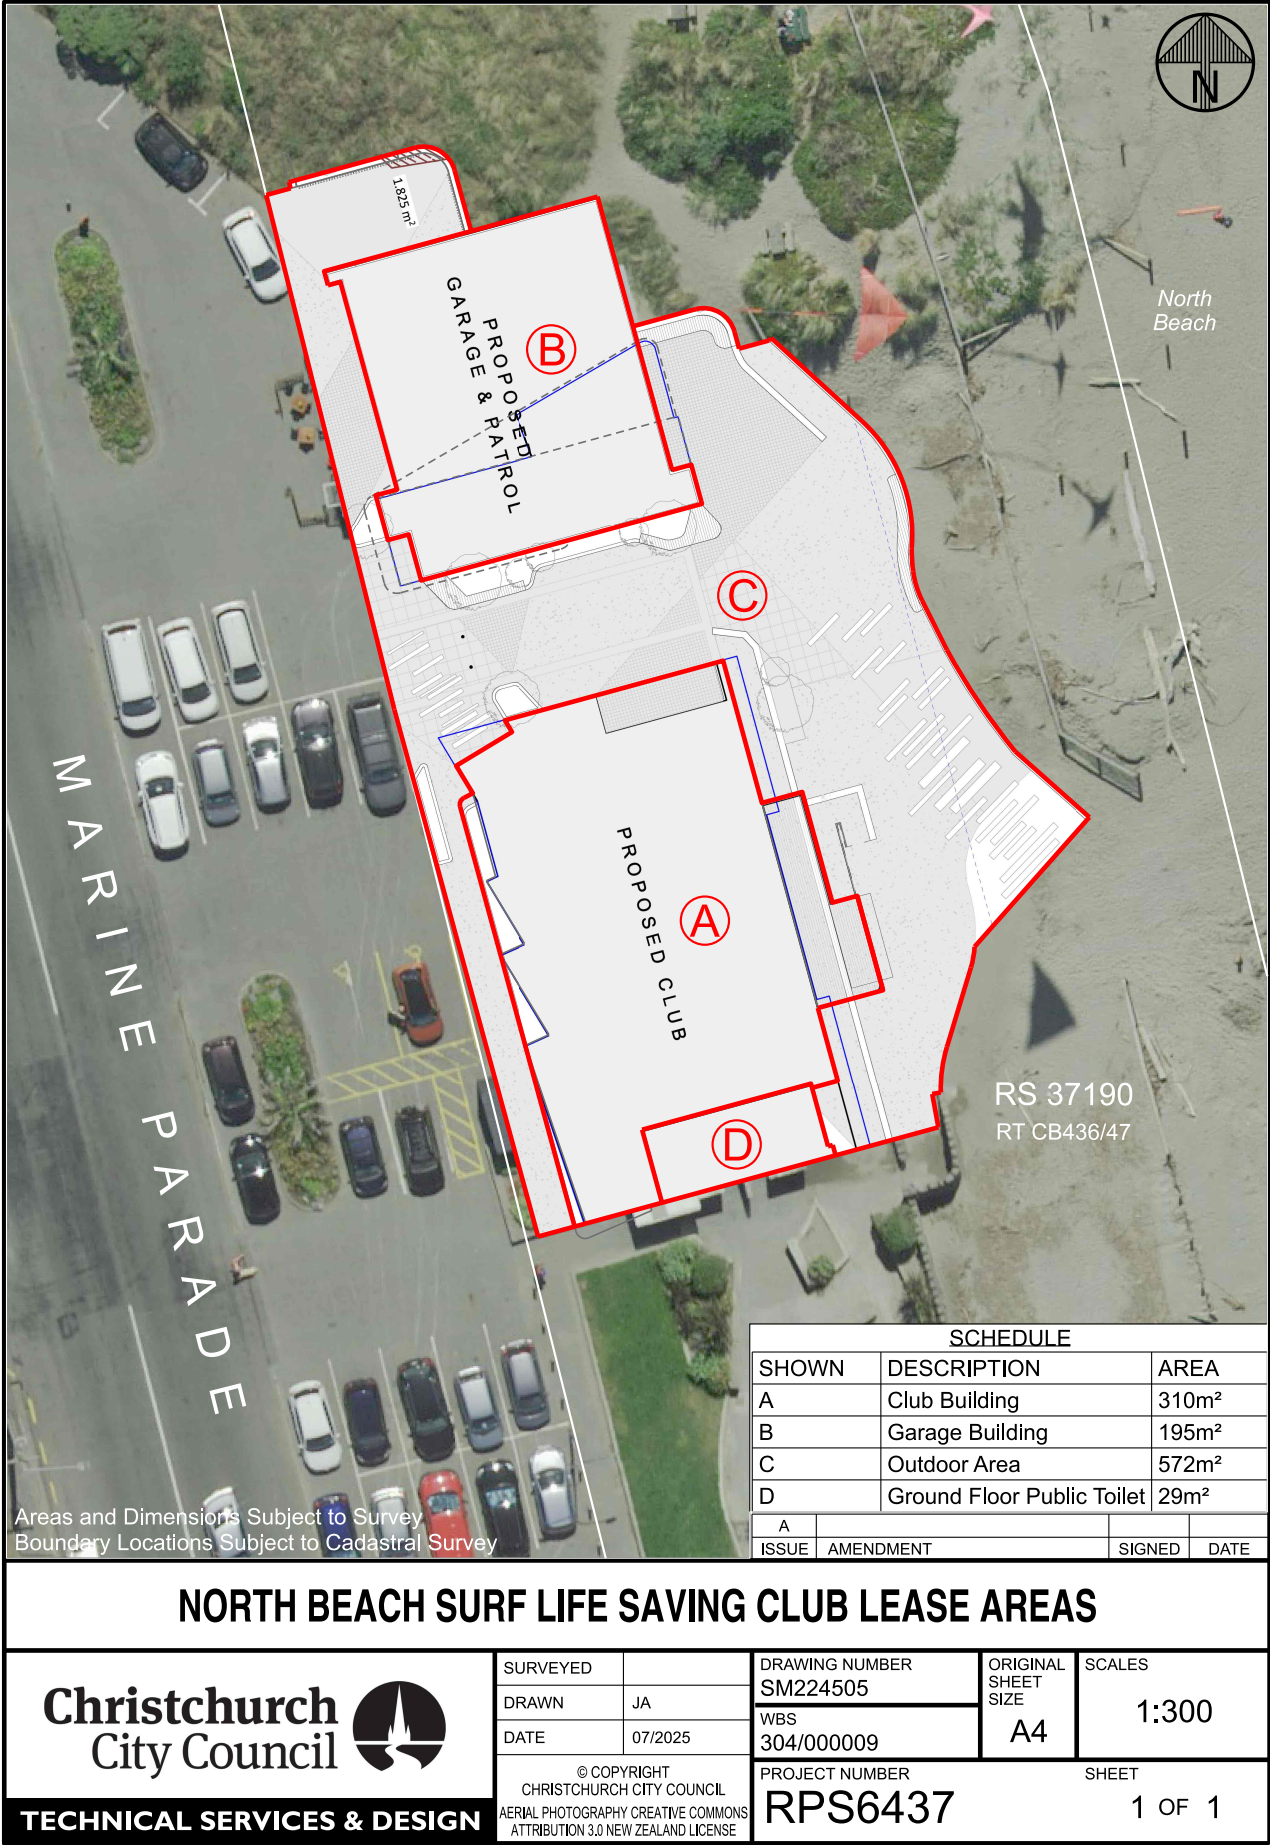 N
1.825 m²
North
Beach
PROPOSED
GARAGE & PATROL
B
C
PROPOSED CLUB
A
D
MARINE PARADE
RS 37190
RT CB436/47
SCHEDULE
SHOWN DESCRIPTION AREA
A Club Building 310m²
B Garage Building 195m²
C Outdoor Area 572m²
D Ground Floor Public Toilet 29m²
A
ISSUE AMENDMENT SIGNED DATE
Areas and Dimensions Subject to Survey
Boundary Locations Subject to Cadastral Survey
NORTH BEACH SURF LIFE SAVING CLUB LEASE AREAS
Christchurch
City Council
TECHNICAL SERVICES & DESIGN
SURVEYED
DRAWN JA
DATE 07/2025
© COPYRIGHT
CHRISTCHURCH CITY COUNCIL
AERIAL PHOTOGRAPHY CREATIVE COMMONS
ATTRIBUTION 3.0 NEW ZEALAND LICENSE
DRAWING NUMBER
SM224505
WBS
304/000009
ORIGINAL
SHEET
SIZE
A4
SCALES
1:300
PROJECT NUMBER
RPS6437
SHEET
1 OF 1